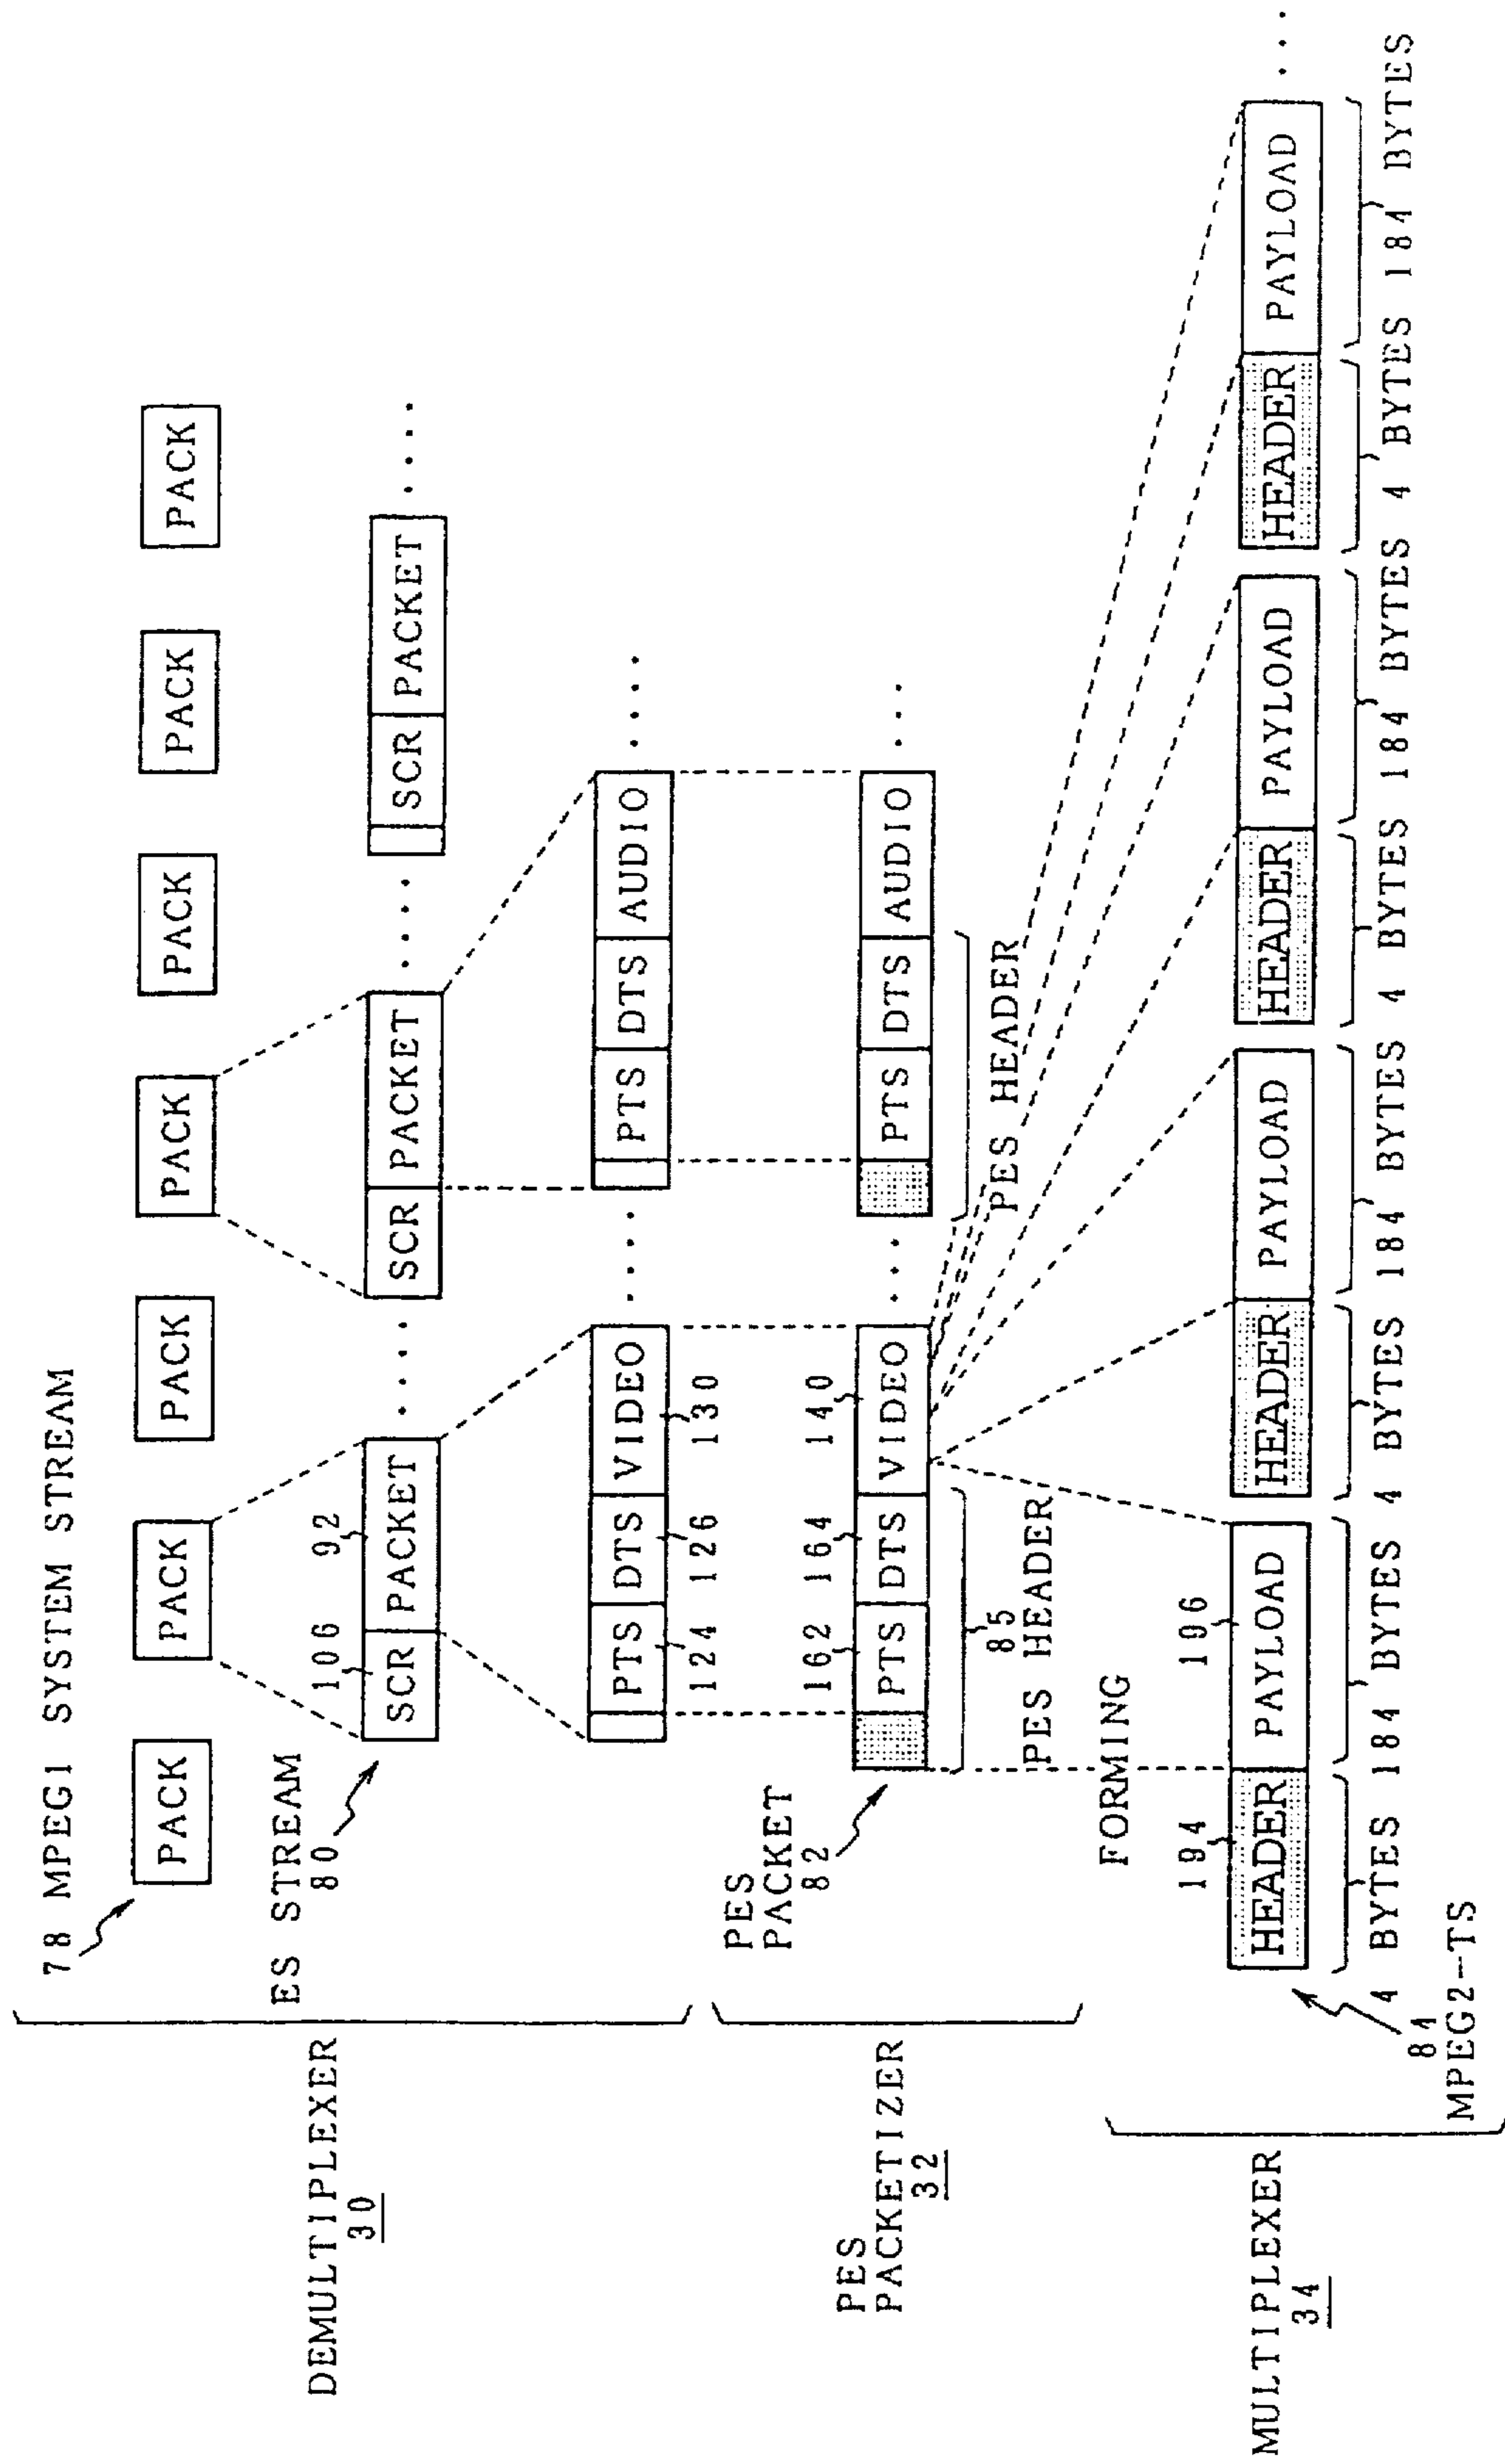 78 MPEG1 SYSTEM STREAM
PACK PACK PACK PACK PACK PACK PACK
DEMULTIPLEXER
30
ES STREAM
80
106 92
SCR PACKET .... SCR PACKET .... SCR PACKET ....
PTS DTS VIDEO .... PTS DTS AUDIO ....
124 126 130
PES
PACKETIZER
32
PES
PACKET
82
162 164 140
PTS DTS VIDEO ... PTS DTS AUDIO ...
85
PES HEADER
PES HEADER
FORMING
MULTIPLEXER
34
194 196
HEADER PAYLOAD HEADER PAYLOAD HEADER PAYLOAD HEADER PAYLOAD ...
4 BYTES 184 BYTES 4 BYTES 184 BYTES 4 BYTES 184 BYTES 4 BYTES 184 BYTES
84
MPEG2-TS